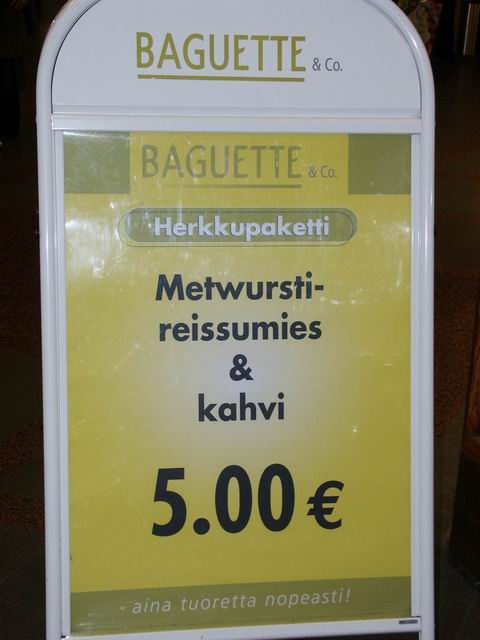 BAGUETTE & Co.
BAGUETTE & Co.
Herkkupaketti
Metwursti-
reissumies
&
kahvi
5.00 €
aina tuoretta nopeasti!